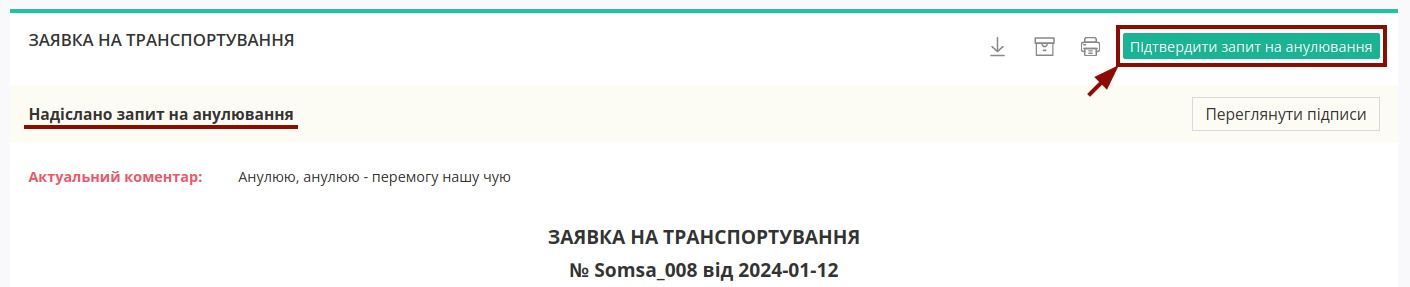 ЗАЯВКА НА ТРАНСПОРТУВАННЯ
Підтвердити запит на анулювання
Надіслано запит на анулювання
Переглянути підписи
Актуальний коментар: Анулюю, анулюю - перемогу нашу чую
ЗАЯВКА НА ТРАНСПОРТУВАННЯ
№ Somsa_008 від 2024-01-12